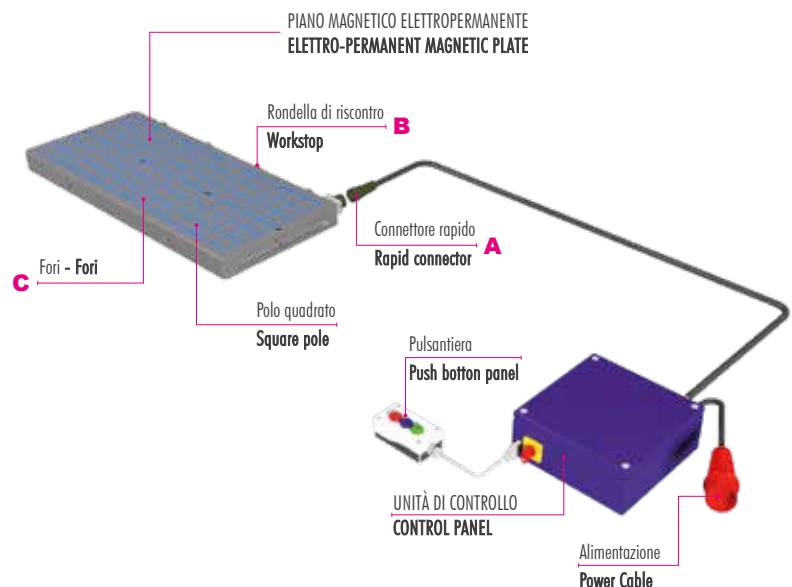 PIANO MAGNETICO ELETTROPERMANENTE
ELETTRO-PERMANENT MAGNETIC PLATE
Rondella di riscontro
B
Workstop
Connettore rapido
A
Rapid connector
C
Fori - Fori
Polo quadrato
Square pole
Pulsantiera
Push botton panel
UNITÀ DI CONTROLLO
CONTROL PANEL
Alimentazione
Power Cable